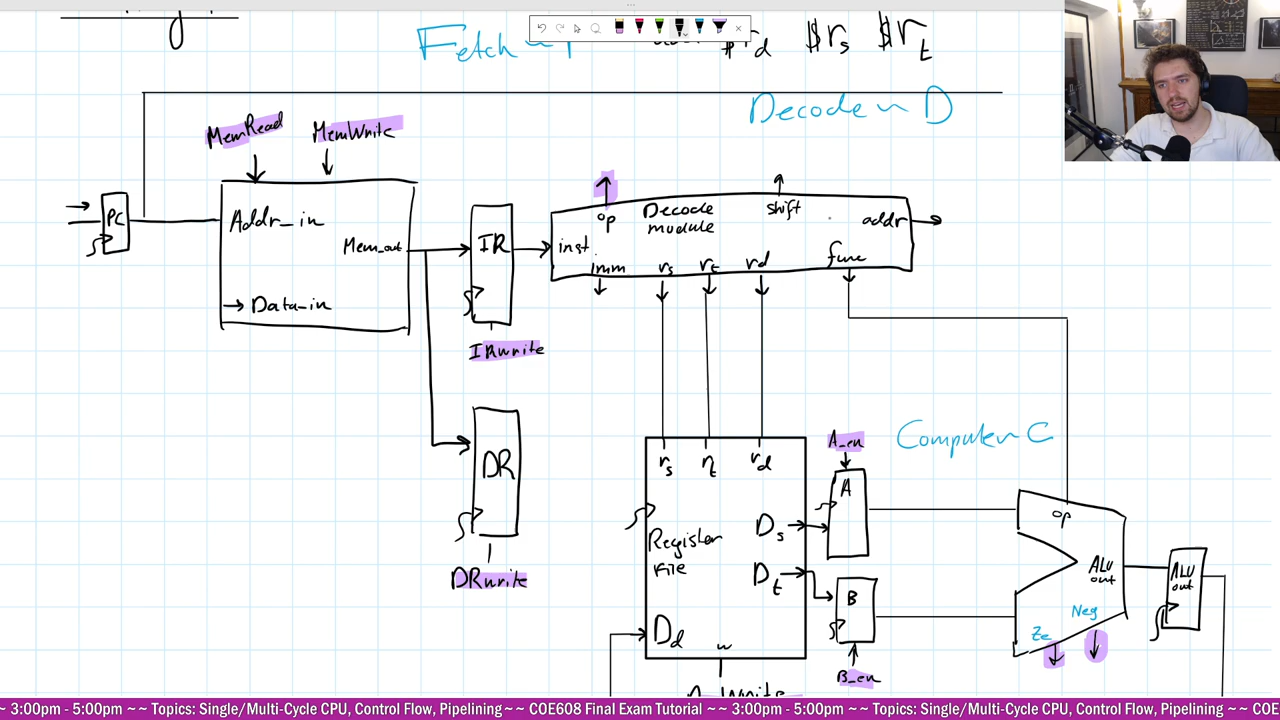 Fetch
$rd $rs $rt
Decode ~ D
MemRead
MemWrite
PC
Addr_in
Mem_out
Data_in
IR
IRwrite
op
Decode module
shift
addr
inst
imm
rs
rt
rd
func
DR
DRwrite
rs
rt
rd
Register File
Ds
Dt
Dd
w
A_en
A
B
B_en
Compute ~ C
op
ALU out
Ze
Neg
ALU out
~ 3:00pm - 5:00pm ~~ Topics: Single/Multi-Cycle CPU, Control Flow, Pipelining ~~ COE608 Final Exam Tutorial ~~ 3:00pm - 5:00pm ~~ Topics: Single/Multi-Cycle CPU, Control Flow, Pipelining ~~ COE